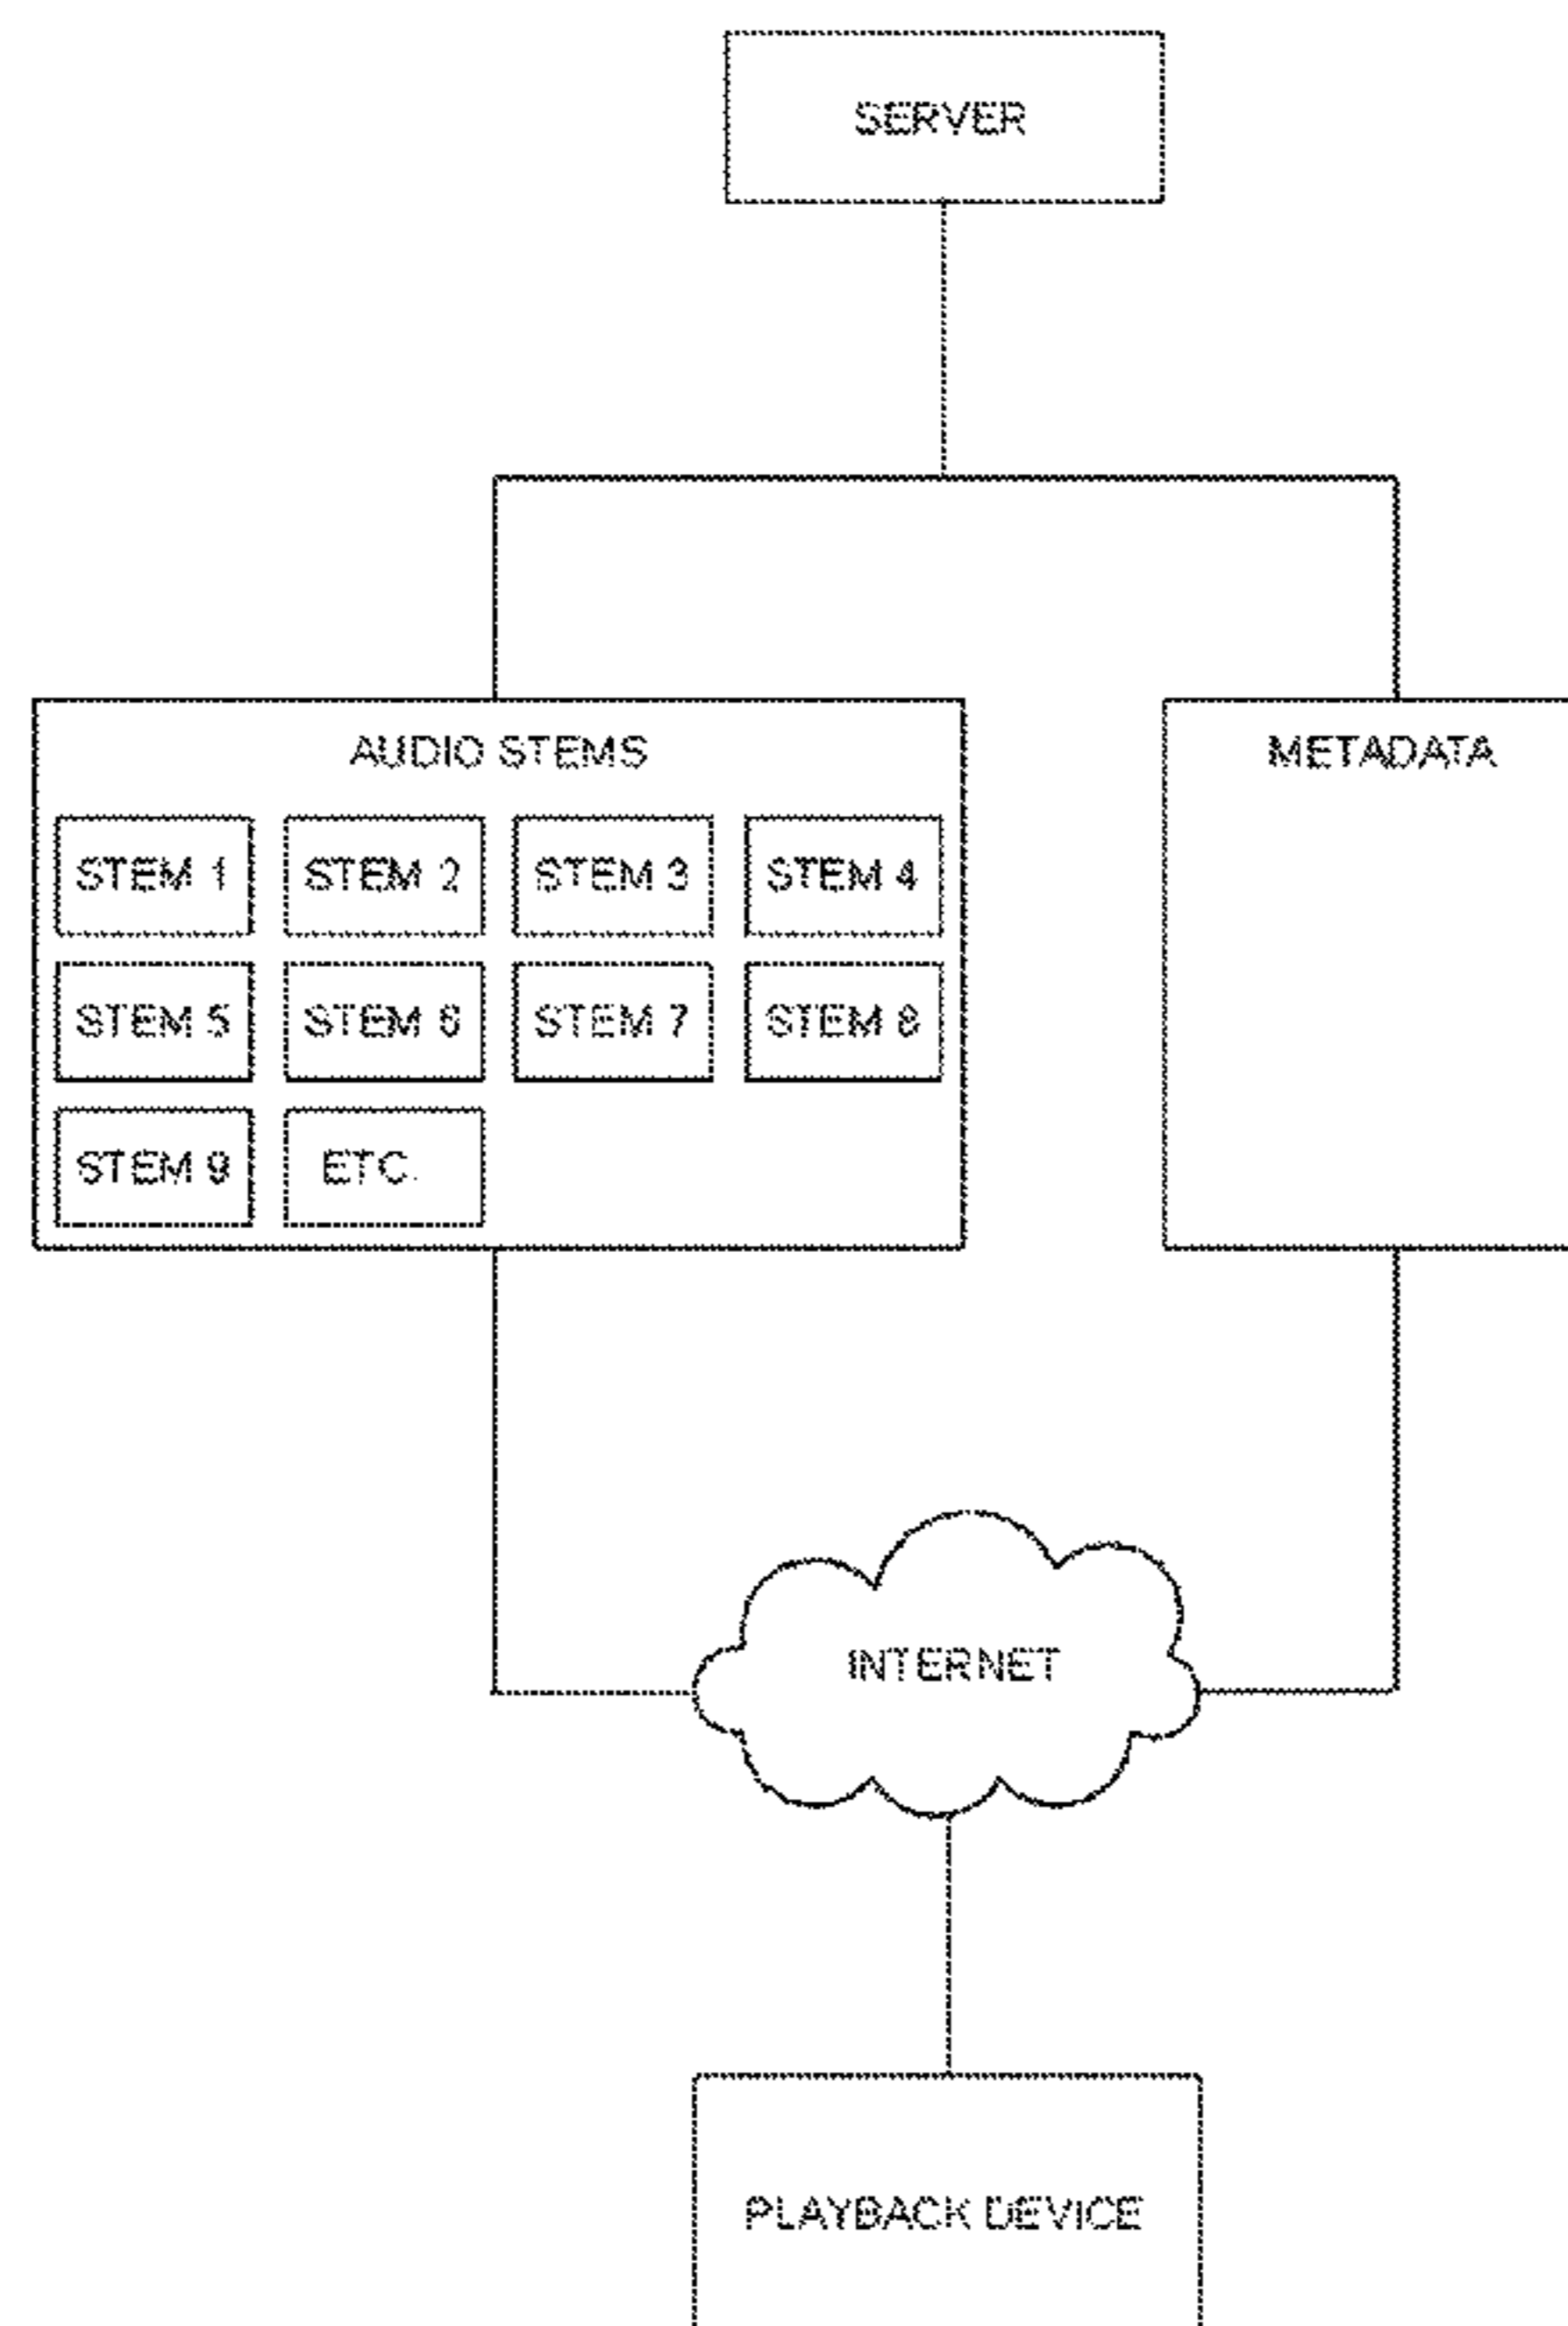 SERVER
AUDIO STEMS
METADATA
STEM 1
STEM 2
STEM 3
STEM 4
STEM 5
STEM 6
STEM 7
STEM 8
STEM 9
ETC.
INTERNET
PLAYBACK DEVICE